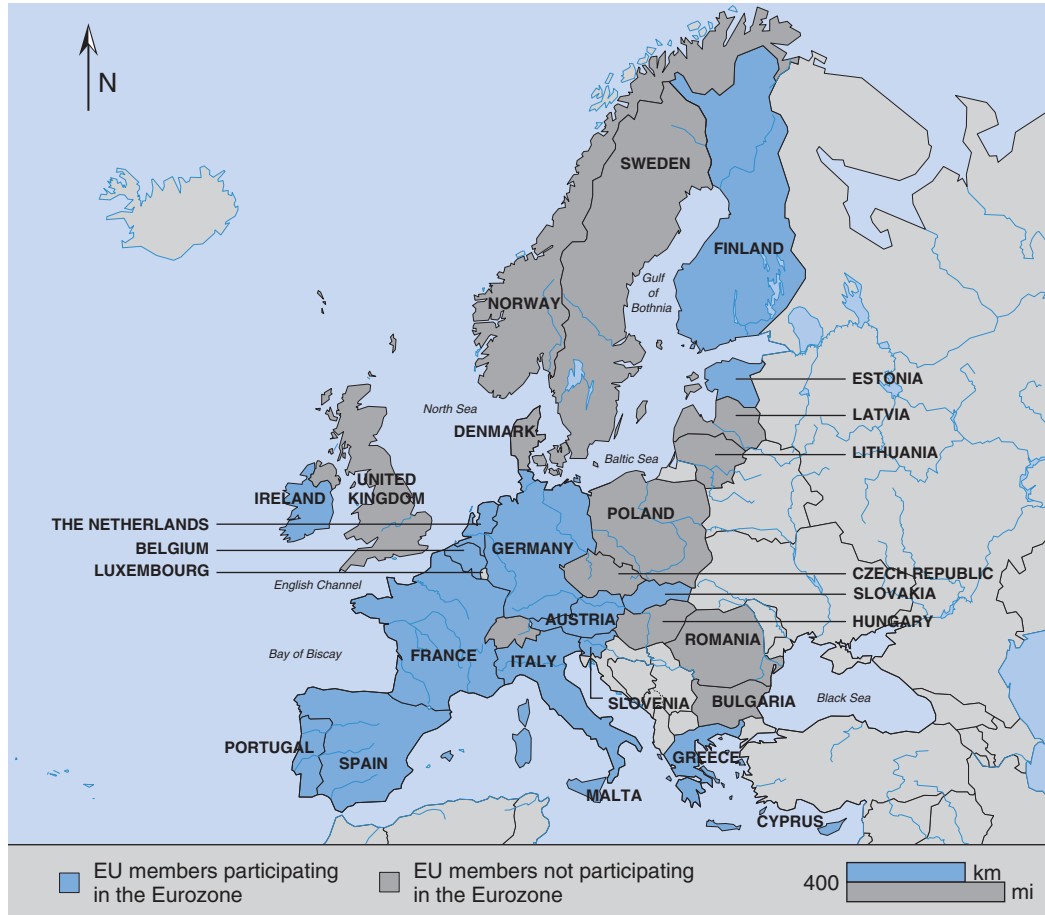 N
SWEDEN
FINLAND
NORWAY
Gulf
of
Bothnia
ESTONIA
North Sea
LATVIA
DENMARK
Baltic Sea
LITHUANIA
UNITED
KINGDOM
IRELAND
POLAND
THE NETHERLANDS
GERMANY
BELGIUM
LUXEMBOURG
CZECH REPUBLIC
English Channel
SLOVAKIA
AUSTRIA
HUNGARY
ROMANIA
Bay of Biscay
FRANCE
ITALY
SLOVENIA
BULGARIA
Black Sea
PORTUGAL
SPAIN
GREECE
MALTA
CYPRUS
EU members participating
in the Eurozone
EU members not participating
in the Eurozone
400
km
mi